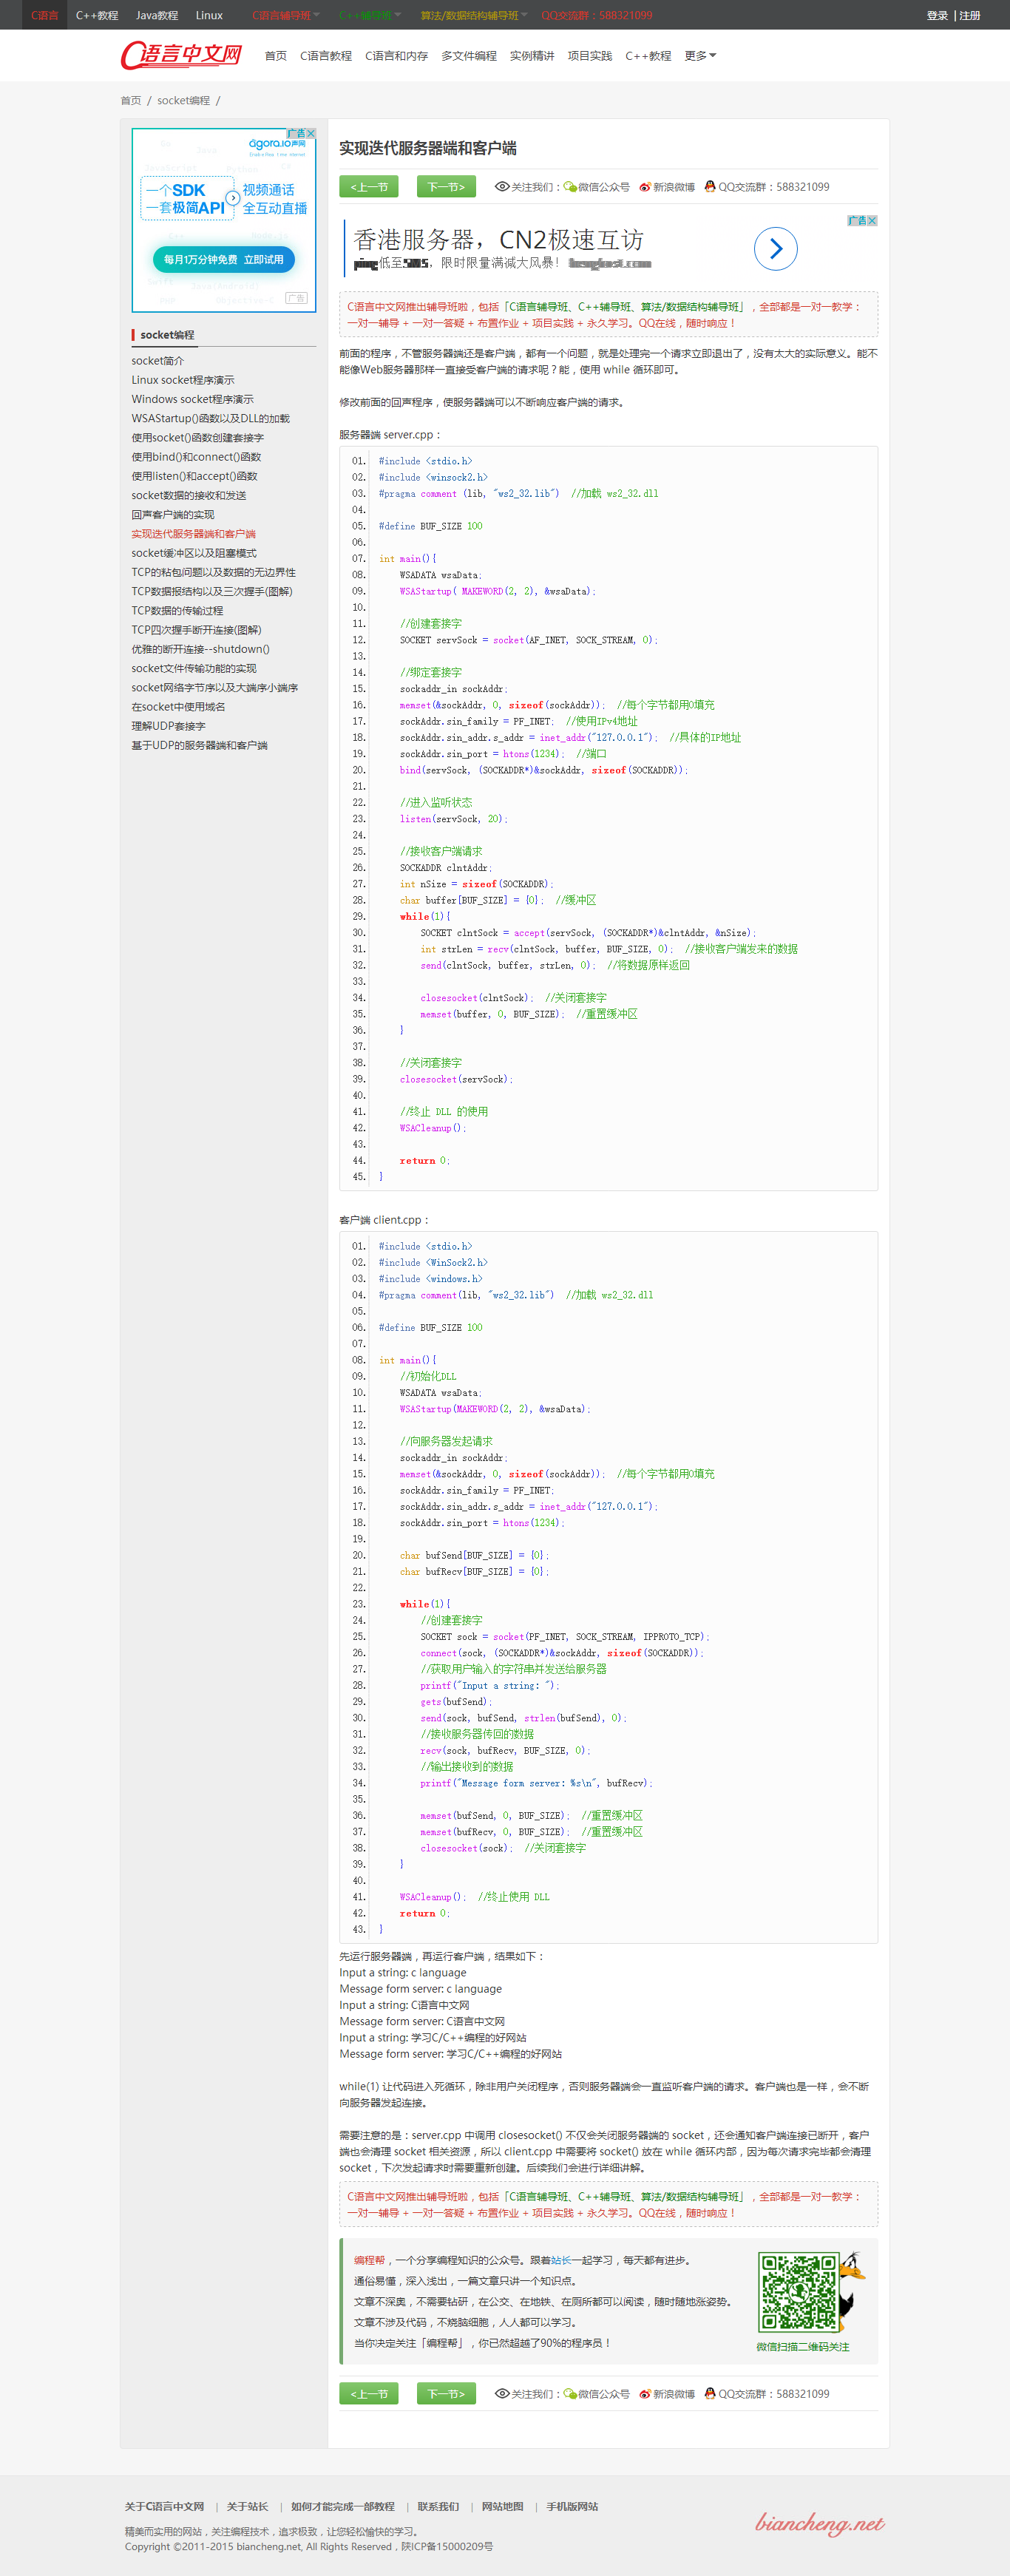 C语言 C++教程 Java教程 Linux C语言辅导班 C++辅导班 算法/数据结构辅导班 QQ交流群：588321099 登录 | 注册
C语言中文网 首页 C语言教程 C语言和内存 多文件编程 实例精讲 项目实践 C++教程 更多
首页 / socket编程 /
广告
agora.io声网
一个SDK
一套极简API
视频通话
全互动直播
每月1万分钟免费 立即试用
广告
socket编程
socket简介
Linux socket程序演示
Windows socket程序演示
WSAStartup()函数以及DLL的加载
使用socket()函数创建套接字
使用bind()和connect()函数
使用listen()和accept()函数
socket数据的接收和发送
回声客户端的实现
实现迭代服务器端和客户端
socket缓冲区以及阻塞模式
TCP的粘包问题以及数据的无边界性
TCP数据报结构以及三次握手(图解)
TCP数据的传输过程
TCP四次握手断开连接(图解)
优雅的断开连接--shutdown()
socket文件传输功能的实现
socket网络字节序以及大端序小端序
在socket中使用域名
理解UDP套接字
基于UDP的服务器端和客户端
实现迭代服务器端和客户端
<上一节 下一节> 关注我们：微信公众号 新浪微博 QQ交流群：588321099
广告
香港服务器，CN2极速互访
低至 ，限时限量满减大风暴！
C语言中文网推出辅导班啦，包括「C语言辅导班、C++辅导班、算法/数据结构辅导班」，全部都是一对一教学：
一对一辅导 + 一对一答疑 + 布置作业 + 项目实践 + 永久学习。QQ在线，随时响应！
前面的程序，不管服务器端还是客户端，都有一个问题，就是处理完一个请求立即退出了，没有太大的实际意义。能不
能像Web服务器那样一直接受客户端的请求呢？能，使用 while 循环即可。
修改前面的回声程序，使服务器端可以不断响应客户端的请求。
服务器端 server.cpp：
01. #include <stdio.h>
02. #include <winsock2.h>
03. #pragma comment (lib, "ws2_32.lib")  //加载 ws2_32.dll
04.
05. #define BUF_SIZE 100
06.
07. int main(){
08.     WSADATA wsaData;
09.     WSAStartup( MAKEWORD(2, 2), &wsaData);
10.
11.     //创建套接字
12.     SOCKET servSock = socket(AF_INET, SOCK_STREAM, 0);
13.
14.     //绑定套接字
15.     sockaddr_in sockAddr;
16.     memset(&sockAddr, 0, sizeof(sockAddr));  //每个字节都用0填充
17.     sockAddr.sin_family = PF_INET;  //使用IPv4地址
18.     sockAddr.sin_addr.s_addr = inet_addr("127.0.0.1");  //具体的IP地址
19.     sockAddr.sin_port = htons(1234);  //端口
20.     bind(servSock, (SOCKADDR*)&sockAddr, sizeof(SOCKADDR));
21.
22.     //进入监听状态
23.     listen(servSock, 20);
24.
25.     //接收客户端请求
26.     SOCKADDR clntAddr;
27.     int nSize = sizeof(SOCKADDR);
28.     char buffer[BUF_SIZE] = {0};  //缓冲区
29.     while(1){
30.         SOCKET clntSock = accept(servSock, (SOCKADDR*)&clntAddr, &nSize);
31.         int strLen = recv(clntSock, buffer, BUF_SIZE, 0);  //接收客户端发来的数据
32.         send(clntSock, buffer, strLen, 0);  //将数据原样返回
33.
34.         closesocket(clntSock);  //关闭套接字
35.         memset(buffer, 0, BUF_SIZE);  //重置缓冲区
36.     }
37.
38.     //关闭套接字
39.     closesocket(servSock);
40.
41.     //终止 DLL 的使用
42.     WSACleanup();
43.
44.     return 0;
45. }
客户端 client.cpp：
01. #include <stdio.h>
02. #include <WinSock2.h>
03. #include <windows.h>
04. #pragma comment(lib, "ws2_32.lib")  //加载 ws2_32.dll
05.
06. #define BUF_SIZE 100
07.
08. int main(){
09.     //初始化DLL
10.     WSADATA wsaData;
11.     WSAStartup(MAKEWORD(2, 2), &wsaData);
12.
13.     //向服务器发起请求
14.     sockaddr_in sockAddr;
15.     memset(&sockAddr, 0, sizeof(sockAddr));  //每个字节都用0填充
16.     sockAddr.sin_family = PF_INET;
17.     sockAddr.sin_addr.s_addr = inet_addr("127.0.0.1");
18.     sockAddr.sin_port = htons(1234);
19.
20.     char bufSend[BUF_SIZE] = {0};
21.     char bufRecv[BUF_SIZE] = {0};
22.
23.     while(1){
24.         //创建套接字
25.         SOCKET sock = socket(PF_INET, SOCK_STREAM, IPPROTO_TCP);
26.         connect(sock, (SOCKADDR*)&sockAddr, sizeof(SOCKADDR));
27.         //获取用户输入的字符串并发送给服务器
28.         printf("Input a string: ");
29.         gets(bufSend);
30.         send(sock, bufSend, strlen(bufSend), 0);
31.         //接收服务器传回的数据
32.         recv(sock, bufRecv, BUF_SIZE, 0);
33.         //输出接收到的数据
34.         printf("Message form server: %s\n", bufRecv);
35.
36.         memset(bufSend, 0, BUF_SIZE);  //重置缓冲区
37.         memset(bufRecv, 0, BUF_SIZE);  //重置缓冲区
38.         closesocket(sock);  //关闭套接字
39.     }
40.
41.     WSACleanup();  //终止使用 DLL
42.     return 0;
43. }
先运行服务器端，再运行客户端，结果如下：
Input a string: c language
Message form server: c language
Input a string: C语言中文网
Message form server: C语言中文网
Input a string: 学习C/C++编程的好网站
Message form server: 学习C/C++编程的好网站
while(1) 让代码进入死循环，除非用户关闭程序，否则服务器端会一直监听客户端的请求。客户端也是一样，会不断
向服务器发起连接。
需要注意的是：server.cpp 中调用 closesocket() 不仅会关闭服务器端的 socket，还会通知客户端连接已断开，客户
端也会清理 socket 相关资源，所以 client.cpp 中需要将 socket() 放在 while 循环内部，因为每次请求完毕都会清理
socket，下次发起请求时需要重新创建。后续我们会进行详细讲解。
C语言中文网推出辅导班啦，包括「C语言辅导班、C++辅导班、算法/数据结构辅导班」，全部都是一对一教学：
一对一辅导 + 一对一答疑 + 布置作业 + 项目实践 + 永久学习。QQ在线，随时响应！
编程帮，一个分享编程知识的公众号。跟着站长一起学习，每天都有进步。
通俗易懂，深入浅出，一篇文章只讲一个知识点。
文章不深奥，不需要钻研，在公交、在地铁、在厕所都可以阅读，随时随地涨姿势。
文章不涉及代码，不烧脑细胞，人人都可以学习。
当你决定关注「编程帮」，你已然超越了90%的程序员！
微信扫描二维码关注
<上一节 下一节> 关注我们：微信公众号 新浪微博 QQ交流群：588321099
关于C语言中文网 | 关于站长 | 如何才能完成一部教程 | 联系我们 | 网站地图 | 手机版网站
精美而实用的网站，关注编程技术，追求极致，让您轻松愉快的学习。
Copyright ©2011-2015 biancheng.net, All Rights Reserved，陕ICP备15000209号
biancheng.net